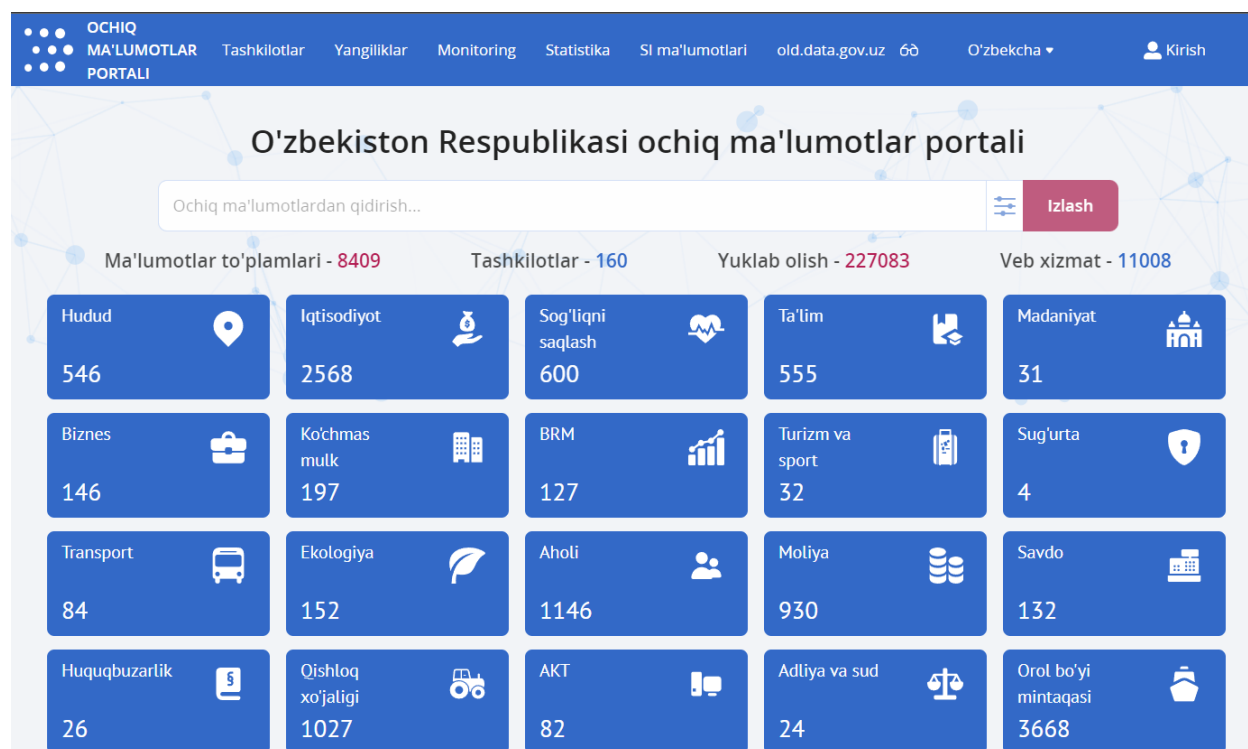 OCHIQ
MA'LUMOTLAR
PORTALI
Tashkilotlar
Yangiliklar
Monitoring
Statistika
SI ma'lumotlari
old.data.gov.uz
O'zbekcha
Kirish
O'zbekiston Respublikasi ochiq ma'lumotlar portali
Ochiq ma'lumotlardan qidirish...
Izlash
Ma'lumotlar to'plamlari - 8409
Tashkilotlar - 160
Yuklab olish - 227083
Veb xizmat - 11008
Hudud
546
Iqtisodiyot
2568
Sog'liqni
saqlash
600
Ta'lim
555
Madaniyat
31
Biznes
146
Ko'chmas
mulk
197
BRM
127
Turizm va
sport
32
Sug'urta
4
Transport
84
Ekologiya
152
Aholi
1146
Moliya
930
Savdo
132
Huquqbuzarlik
26
Qishloq
xo'jaligi
1027
AKT
82
Adliya va sud
24
Orol bo'yi
mintaqasi
3668